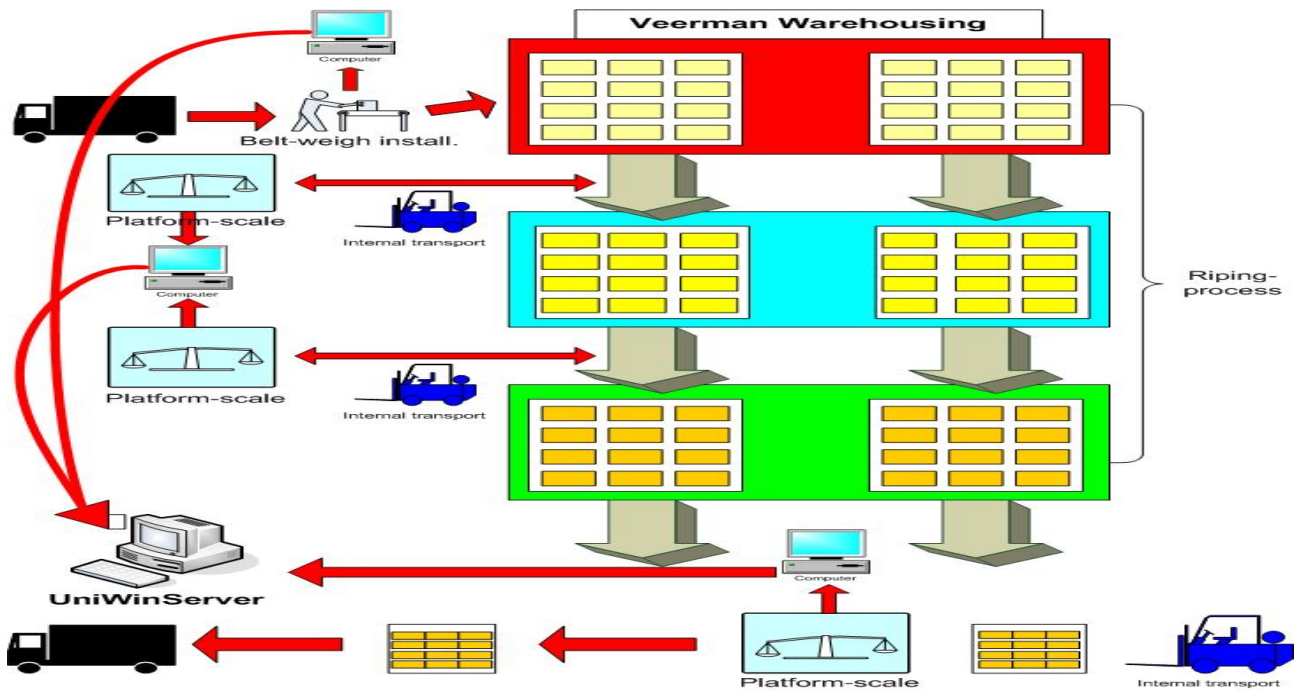 Veerman Warehousing
Computer
Belt-weigh install.
Platform-scale
Internal transport
Computer
Riping-
process
Platform-scale
Internal transport
Computer
UniWinServer
Platform-scale
Internal transport